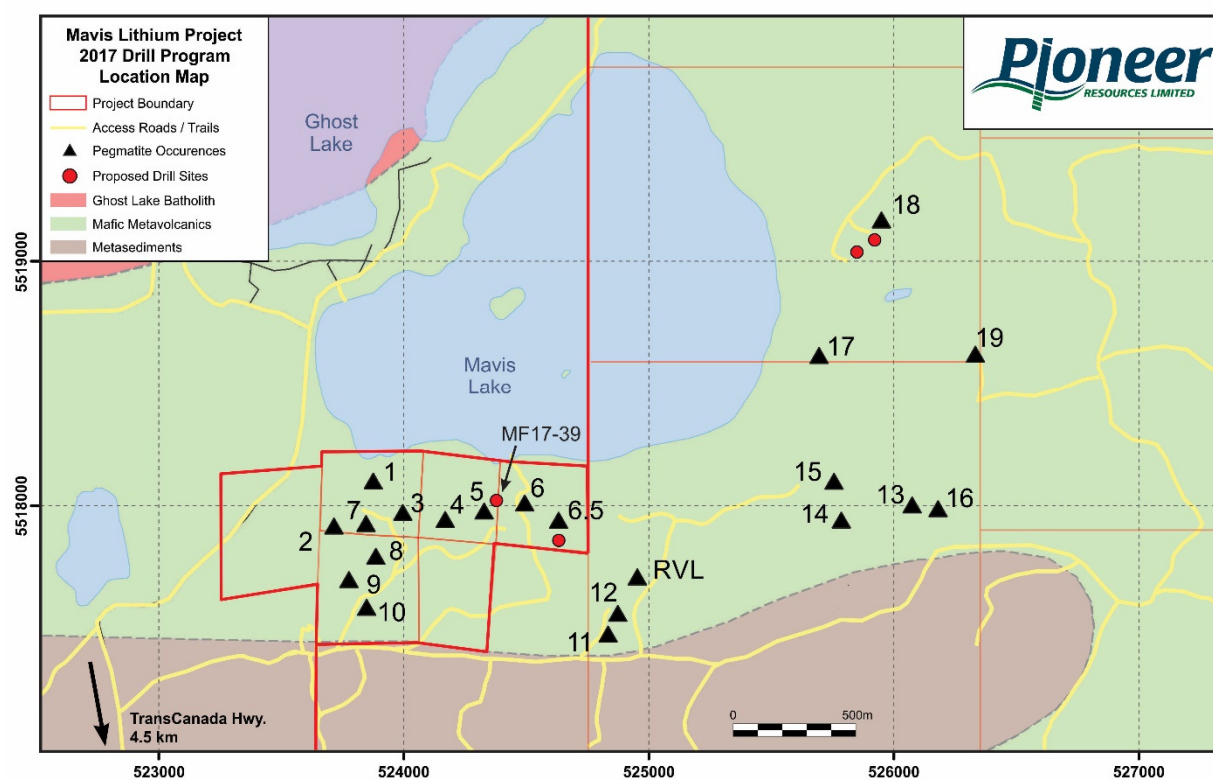 Mavis Lithium Project
2017 Drill Program
Location Map
Project Boundary
Access Roads / Trails
Pegmatite Occurences
Proposed Drill Sites
Ghost Lake Batholith
Mafic Metavolcanics
Metasediments
Ghost
Lake
Pioneer
RESOURCES LIMITED
18
5519000
17
19
Mavis
Lake
MF17-39
1
2
7
3
4
5
6
6.5
15
13
16
14
5518000
8
9
10
RVL
12
11
TransCanada Hwy.
4.5 km
0
500m
523000
524000
525000
526000
527000